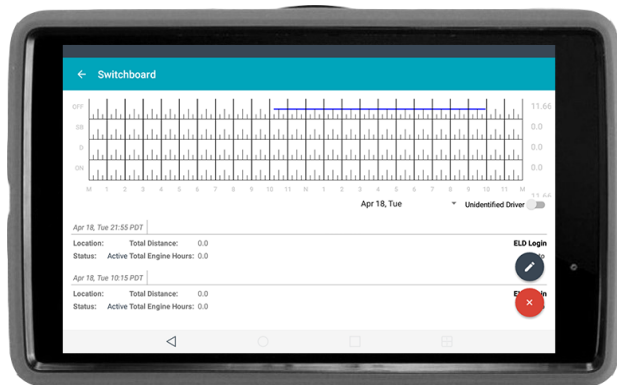 Switchboard
OFF 11.66
SB 0.0
D 0.0
ON 0.0
M 1 2 3 4 5 6 7 8 9 10 11 N 1 2 3 4 5 6 7 8 9 10 11 M
11.66
Apr 18, Tue Unidentified Driver
Apr 18, Tue 21:55 PDT
Location: Total Distance: 0.0 ELD Login
Status: Active Total Engine Hours: 0.0
Apr 18, Tue 10:15 PDT
Location: Total Distance: 0.0
Status: Active Total Engine Hours: 0.0